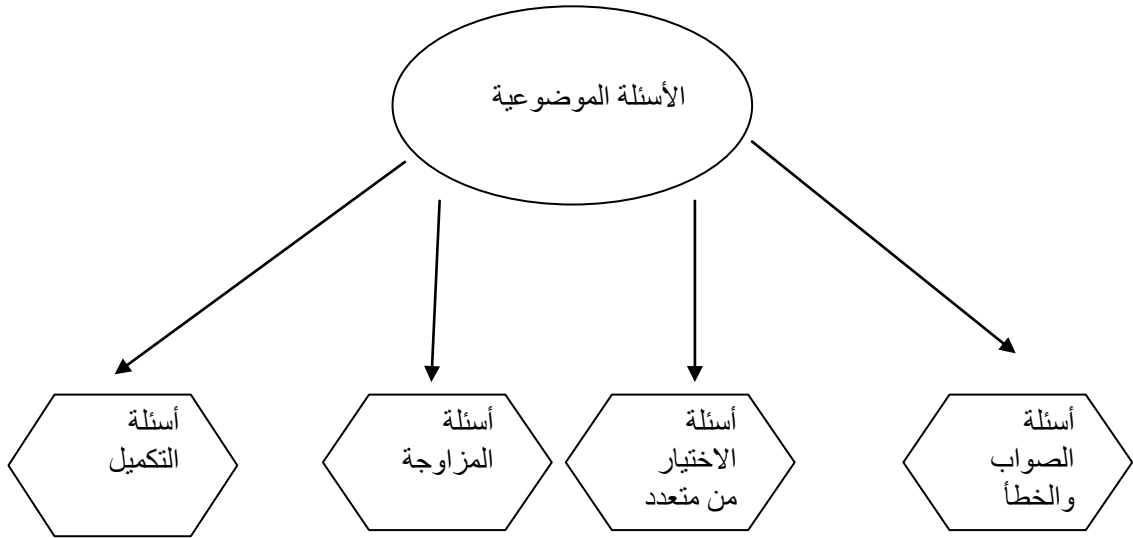 الأسئلة الموضوعية
أسئلة
الصواب
والخطأ
أسئلة
الاختيار
من متعدد
أسئلة
المزاوجة
أسئلة
التكميل